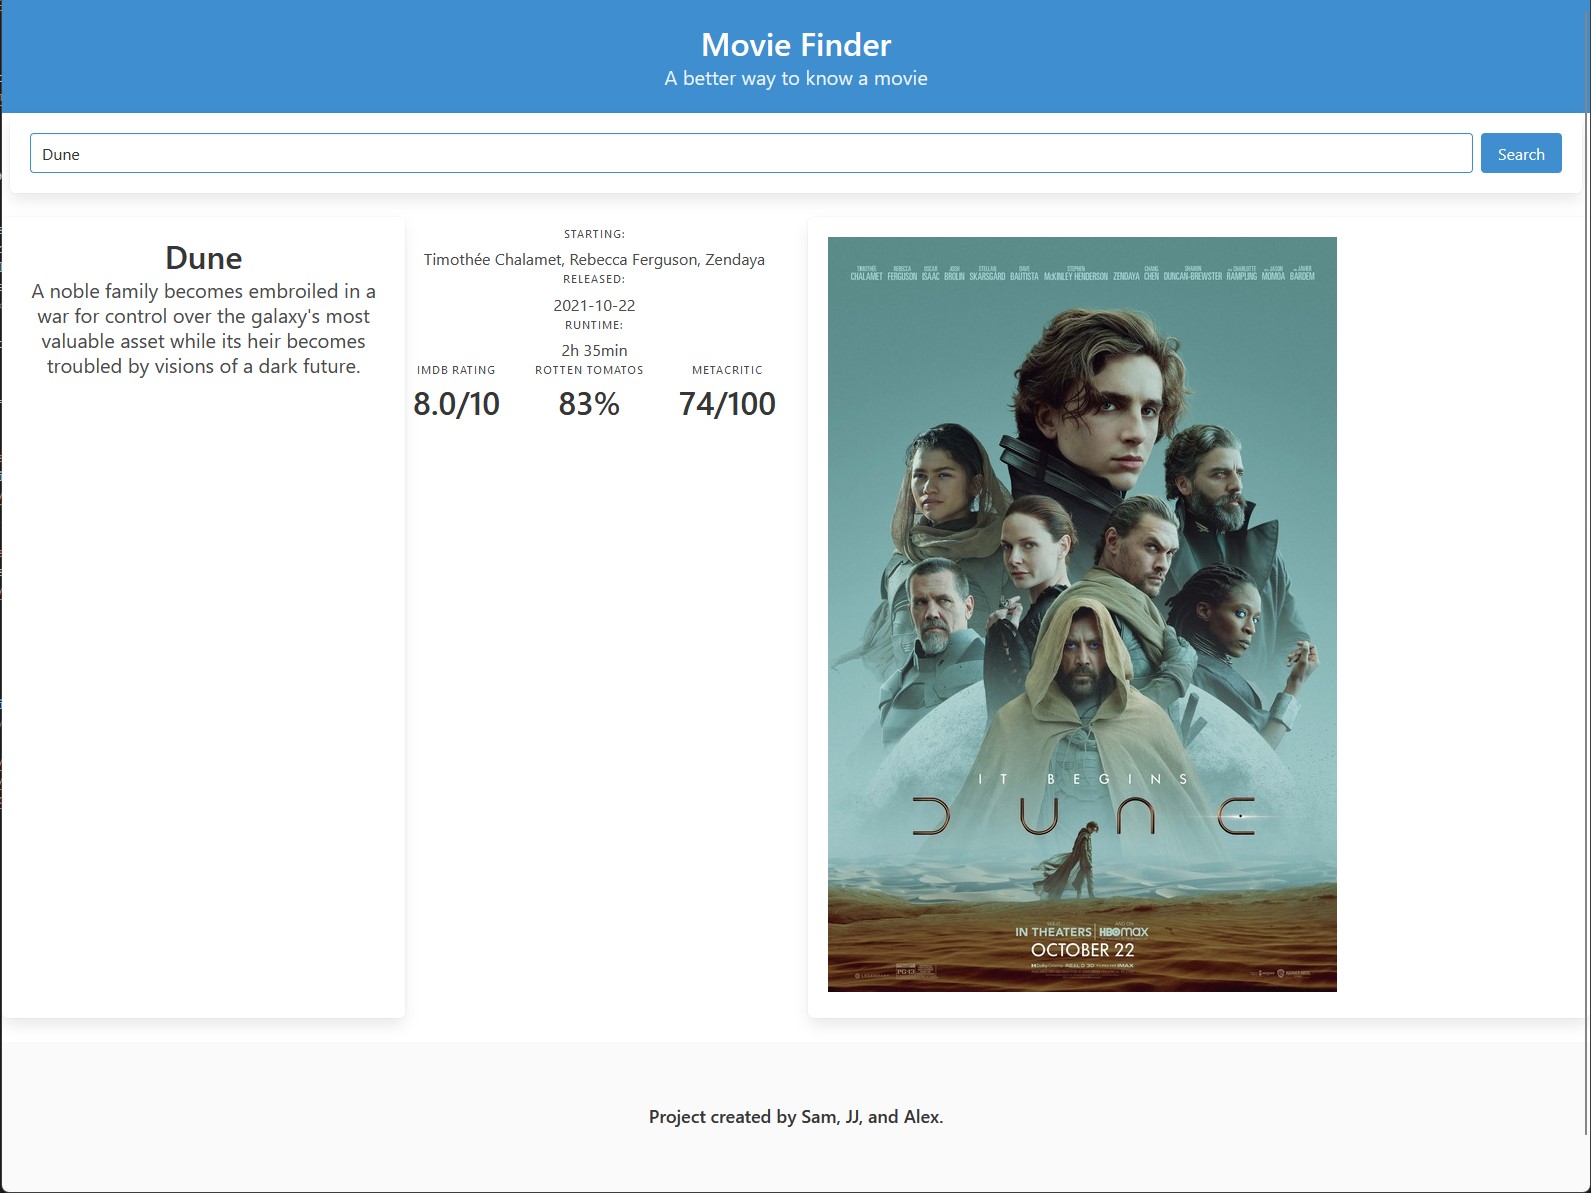 Movie Finder
A better way to know a movie
Dune
Search
Dune
A noble family becomes embroiled in a
war for control over the galaxy's most
valuable asset while its heir becomes
troubled by visions of a dark future.
STARTING:
Timothée Chalamet, Rebecca Ferguson, Zendaya
RELEASED:
2021-10-22
RUNTIME:
2h 35min
IMDB RATING
8.0/10
ROTTEN TOMATOS
83%
METACRITIC
74/100
TIMOTHÉE CHALAMET REBECCA FERGUSON OSCAR ISAAC JOSH BROLIN STELLAN SKARSGÅRD DAVE BAUTISTA STEPHEN McKINLEY HENDERSON ZENDAYA CHANG CHEN SHARON DUNCAN-BREWSTER CHARLOTTE RAMPLING JASON MOMOA JAVIER BARDEM
IT BEGINS
DUNE
IN THEATERS HBOmax
OCTOBER 22
PG-13
Project created by Sam, JJ, and Alex.